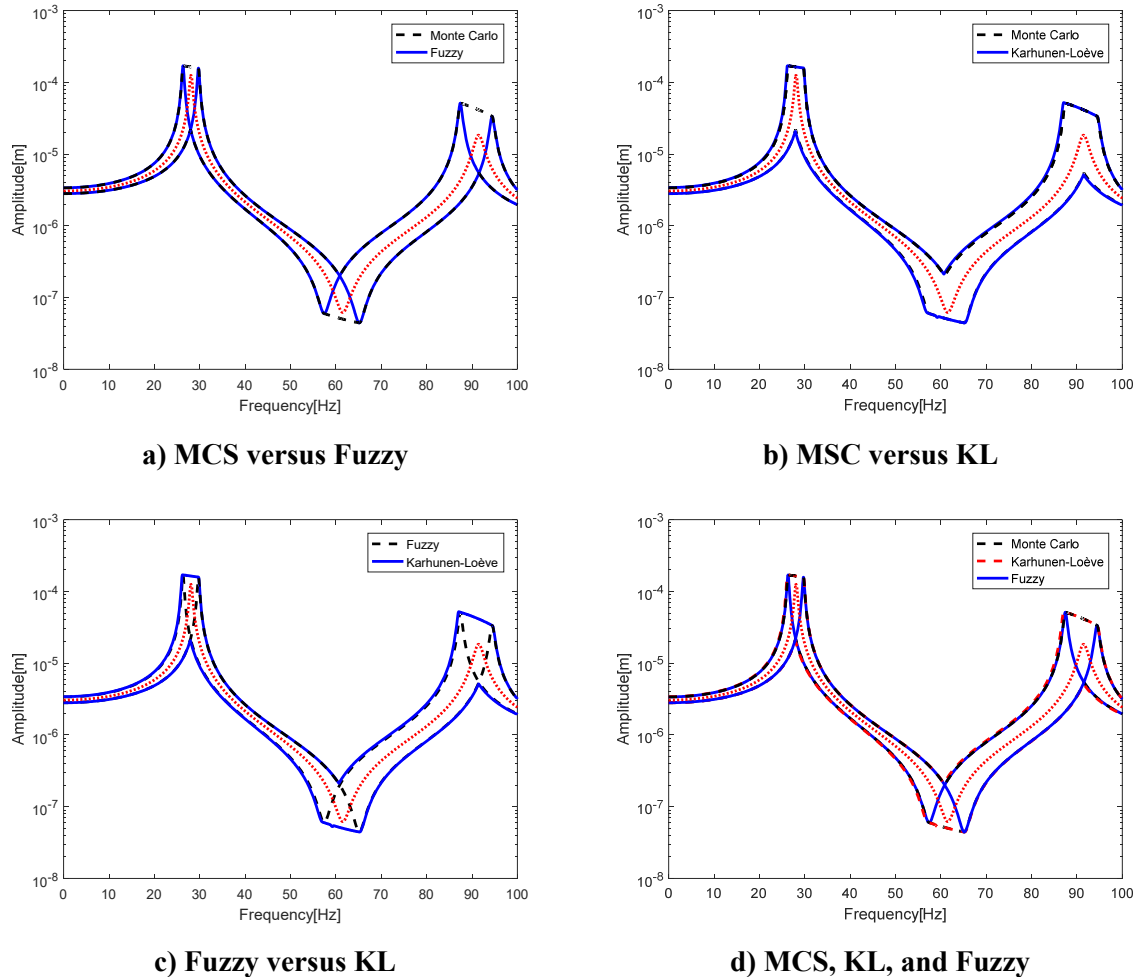 10-3
10-4
10-5
10-6
10-7
10-8
Amplitude[m]
Monte Carlo
Fuzzy
0 10 20 30 40 50 60 70 80 90 100
Frequency[Hz]
a) MCS versus Fuzzy
10-3
10-4
10-5
10-6
10-7
10-8
Amplitude[m]
Monte Carlo
Karhunen-Loève
0 10 20 30 40 50 60 70 80 90 100
Frequency[Hz]
b) MSC versus KL
10-3
10-4
10-5
10-6
10-7
10-8
Amplitude[m]
Fuzzy
Karhunen-Loève
0 10 20 30 40 50 60 70 80 90 100
Frequency[Hz]
c) Fuzzy versus KL
10-3
10-4
10-5
10-6
10-7
10-8
Amplitude[m]
Monte Carlo
Karhunen-Loève
Fuzzy
0 10 20 30 40 50 60 70 80 90 100
Frequency[Hz]
d) MCS, KL, and Fuzzy